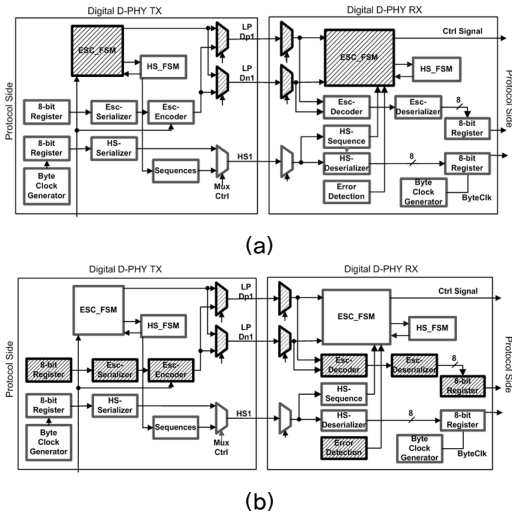 Digital D-PHY TX
Digital D-PHY RX
Protocol Side
ESC_FSM
HS_FSM
8-bit
Register
Esc-
Serializer
Esc-
Encoder
8-bit
Register
HS-
Serializer
Byte
Clock
Generator
Sequences
Mux
Ctrl
LP
Dp1
LP
Dn1
HS1
ESC_FSM
HS_FSM
Ctrl Signal
Esc-
Decoder
Esc-
Deserializer
8
8-bit
Register
HS-
Sequence
HS-
Deserializer
8
8-bit
Register
Error
Detection
Byte
Clock
Generator
ByteClk
Protocol Side
(a)
Digital D-PHY TX
Digital D-PHY RX
Protocol Side
ESC_FSM
HS_FSM
8-bit
Register
Esc-
Serializer
Esc-
Encoder
8-bit
Register
HS-
Serializer
Byte
Clock
Generator
Sequences
Mux
Ctrl
LP
Dp1
LP
Dn1
HS1
ESC_FSM
HS_FSM
Ctrl Signal
Esc-
Decoder
Esc-
Deserializer
8
8-bit
Register
HS-
Sequence
HS-
Deserializer
8
8-bit
Register
Error
Detection
Byte
Clock
Generator
ByteClk
Protocol Side
(b)